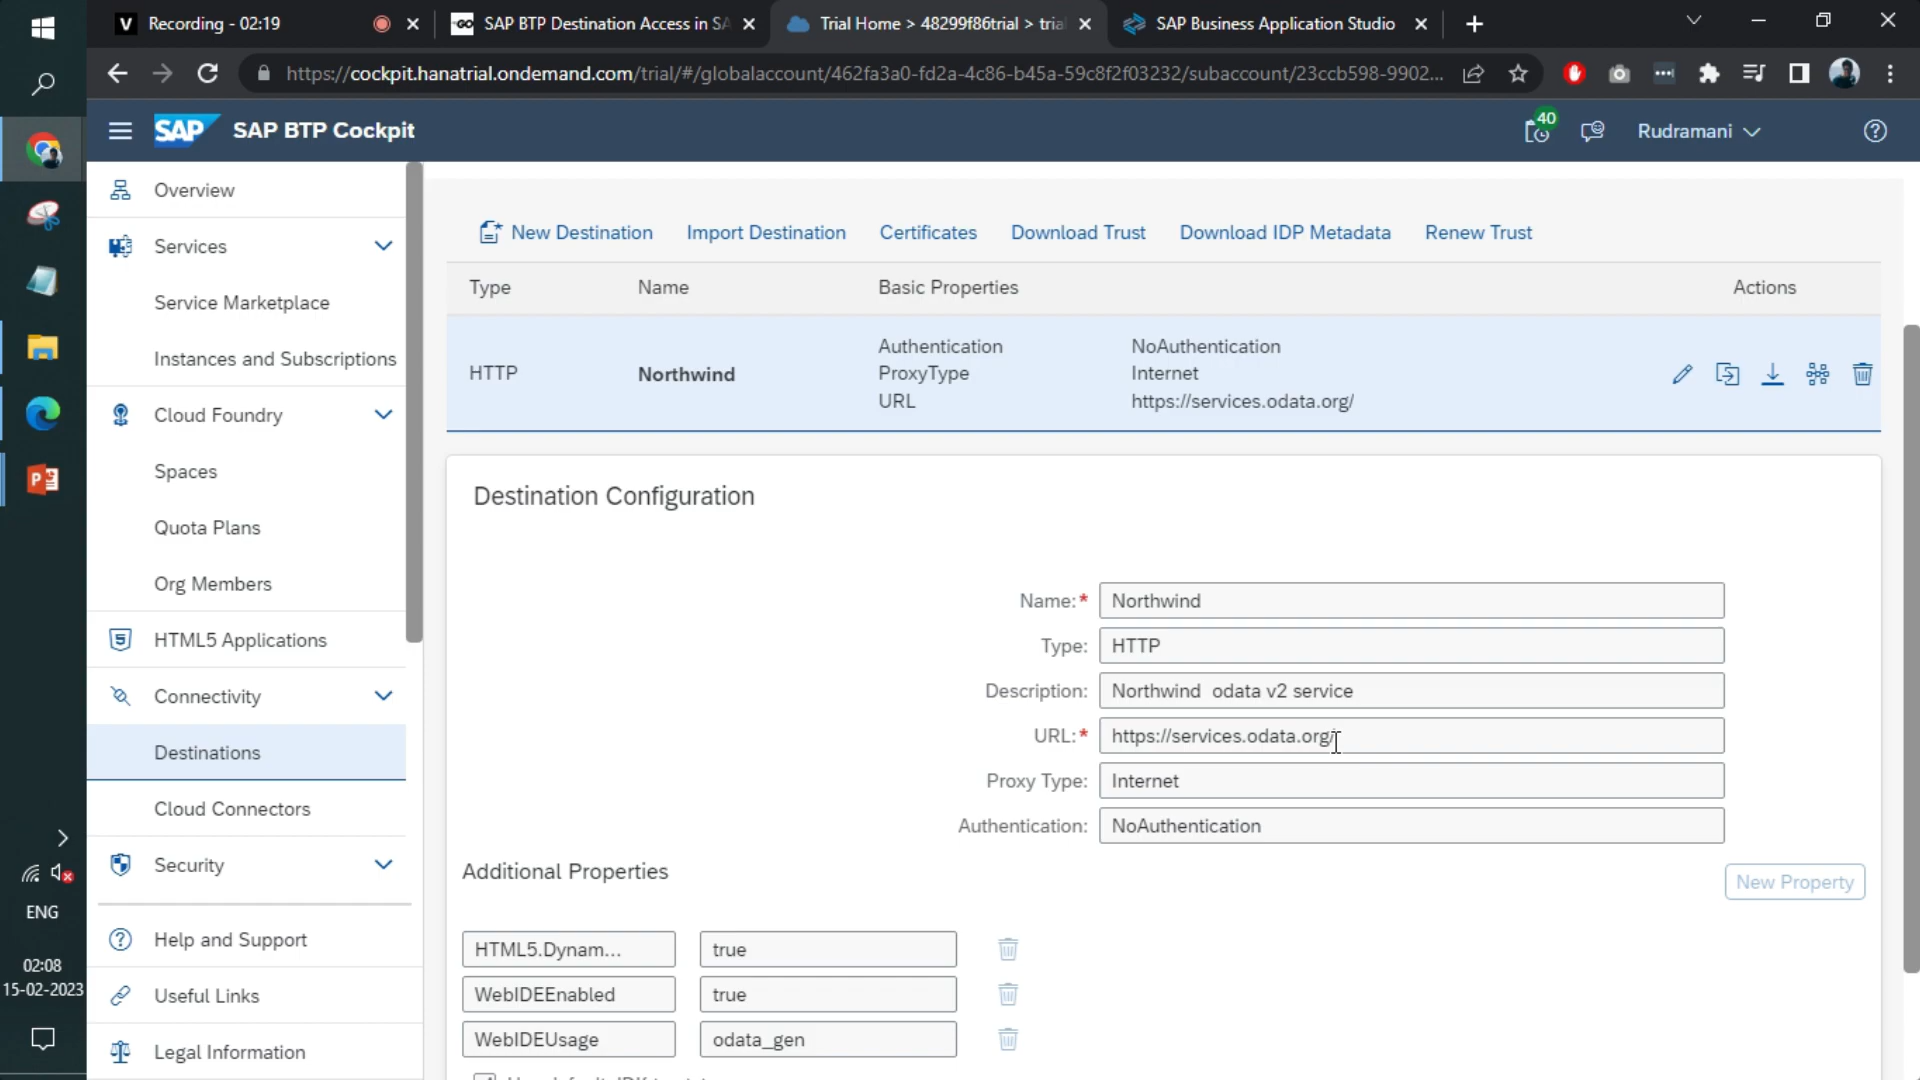 Recording - 02:19
SAP BTP Destination Access in SA
Trial Home > 48299f86trial > tria
SAP Business Application Studio
https://cockpit.hanatrial.ondemand.com/trial/#/globalaccount/462fa3a0-fd2a-4c86-b45a-59c8f2f03232/subaccount/23ccb598-9902...
SAP SAP BTP Cockpit
40
Rudramani
Overview
Services
Service Marketplace
Instances and Subscriptions
Cloud Foundry
Spaces
Quota Plans
Org Members
HTML5 Applications
Connectivity
Destinations
Cloud Connectors
Security
Help and Support
Useful Links
Legal Information
New Destination Import Destination Certificates Download Trust Download IDP Metadata Renew Trust
Type Name Basic Properties Actions
HTTP Northwind
Authentication NoAuthentication
ProxyType Internet
URL https://services.odata.org/
Destination Configuration
Name:* Northwind
Type: HTTP
Description: Northwind odata v2 service
URL:* https://services.odata.org/
Proxy Type: Internet
Authentication: NoAuthentication
Additional Properties
New Property
HTML5.Dynam... true
WebIDEEnabled true
WebIDEUsage odata_gen
ENG
02:08
15-02-2023